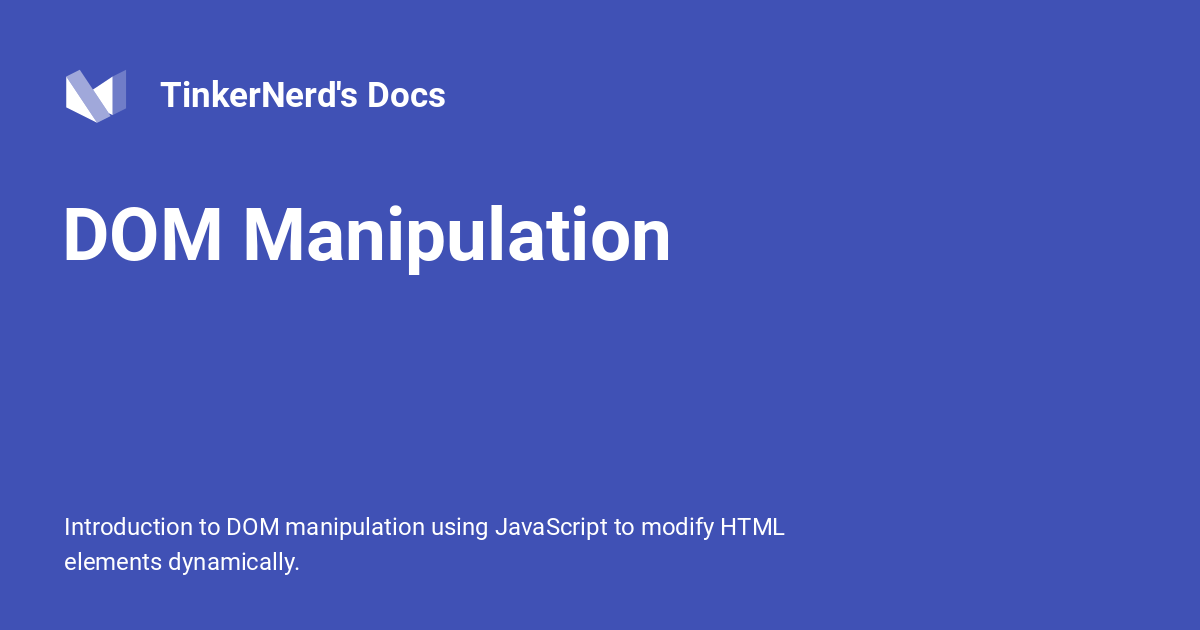 TinkerNerd's Docs
DOM Manipulation
Introduction to DOM manipulation using JavaScript to modify HTML
elements dynamically.